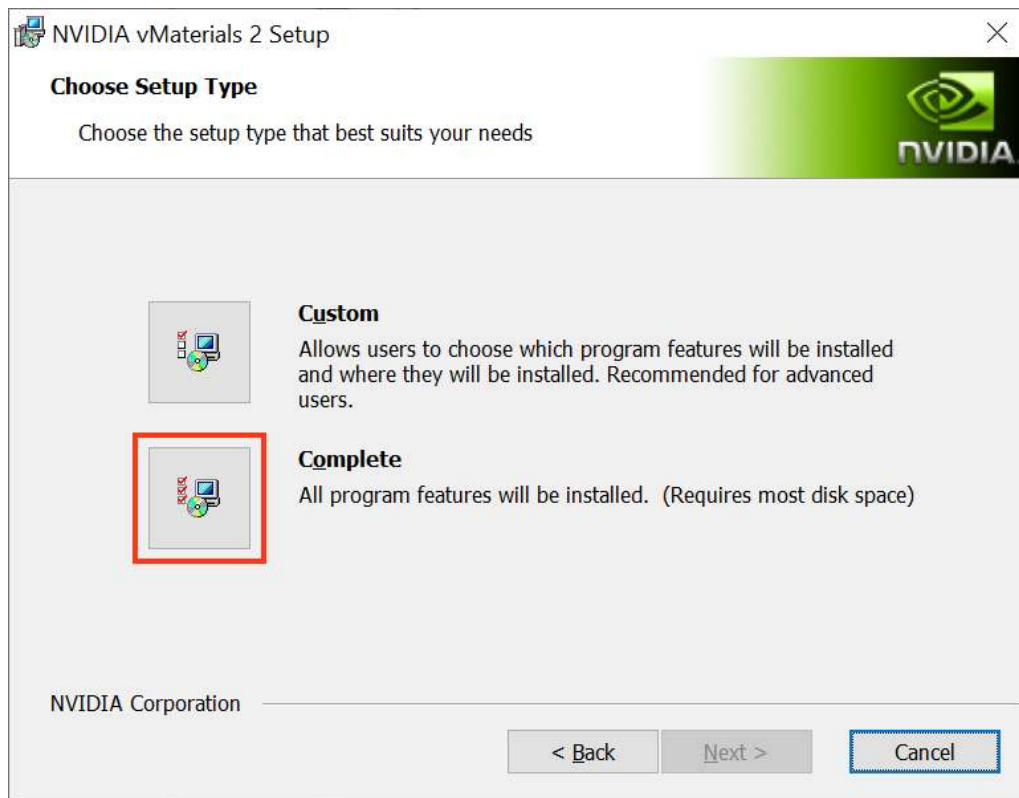 NVIDIA vMaterials 2 Setup
Choose Setup Type
Choose the setup type that best suits your needs
NVIDIA
Custom
Allows users to choose which program features will be installed
and where they will be installed. Recommended for advanced
users.
Complete
All program features will be installed. (Requires most disk space)
NVIDIA Corporation
< Back
Next >
Cancel